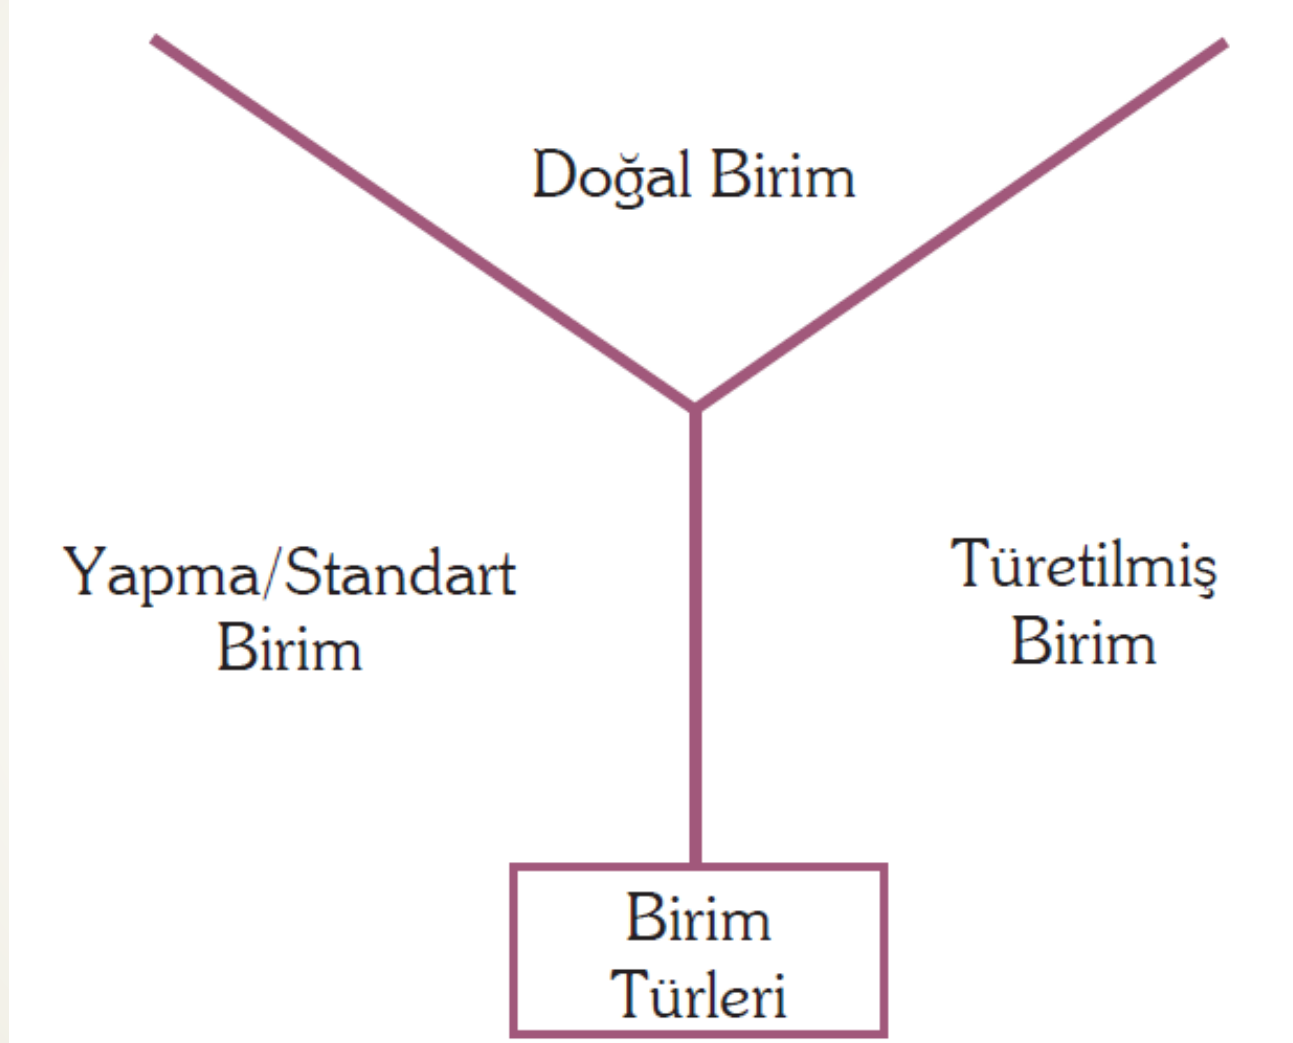 Doğal Birim
Yapma/Standart
Birim
Türetilmiş
Birim
Birim
Türleri